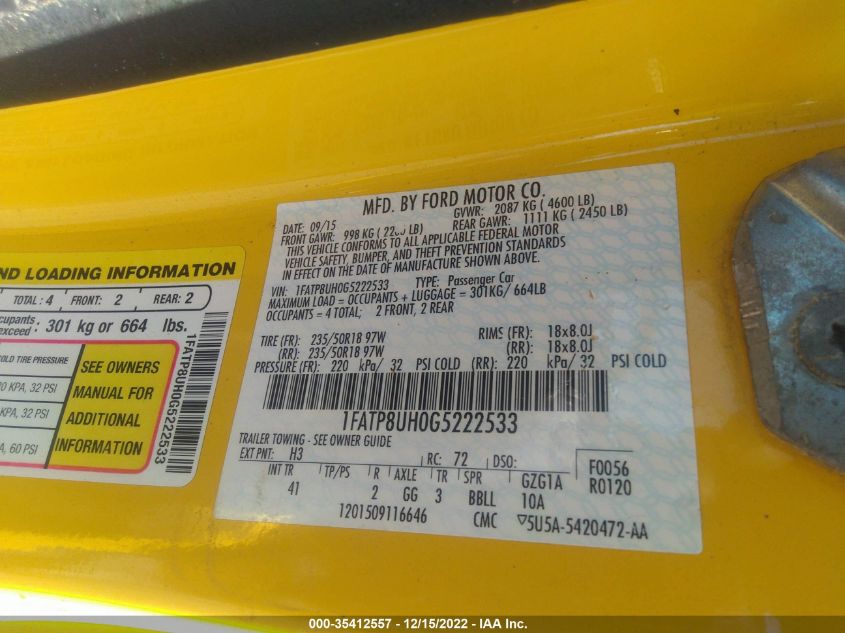 ND LOADING INFORMATION
TOTAL: 4 FRONT: 2 REAR: 2
cupants
exceed: 301 kg or 664 lbs.
OLD TIRE PRESSURE
0 KPA, 32 PSI
KPA, 32 PSI
A, 60 PSI
SEE OWNERS
MANUAL FOR
ADDITIONAL
INFORMATION
1FATP8UH0G5222533
MFD. BY FORD MOTOR CO.
DATE: 09/15 GVWR: 2087 KG (4600 LB)
FRONT GAWR: 998 KG ( LB) REAR GAWR: 1111 KG (2450 LB)
THIS VEHICLE CONFORMS TO ALL APPLICABLE FEDERAL MOTOR
VEHICLE SAFETY, BUMPER, AND THEFT PREVENTION STANDARDS
IN EFFECT ON THE DATE OF MANUFACTURE SHOWN ABOVE.
VIN: 1FATP8UH0G5222533 TYPE: Passenger Car
MAXIMUM LOAD = OCCUPANTS + LUGGAGE = 301KG/ 664LB
OCCUPANTS = 4 TOTAL; 2 FRONT, 2 REAR
TIRE (FR): 235/50R18 97W RIMS (FR): 18x8.0J
(RR): 235/50R18 97W (RR): 18x8.0J
PRESSURE (FR): 220 kPa/ 32 PSI COLD (RR): 220 kPa/ 32 PSI COLD
1FATP8UH0G5222533
TRAILER TOWING - SEE OWNER GUIDE
EXT PNT: H3 RC: 72 DSO: F0056
INT TR TP/PS R AXLE TR SPR GZG1A R0120
41 2 GG 3 BBLL 10A
1201509116646 CMC ▽5U5A-5420472-AA
000-35412557 - 12/15/2022 - IAA Inc.